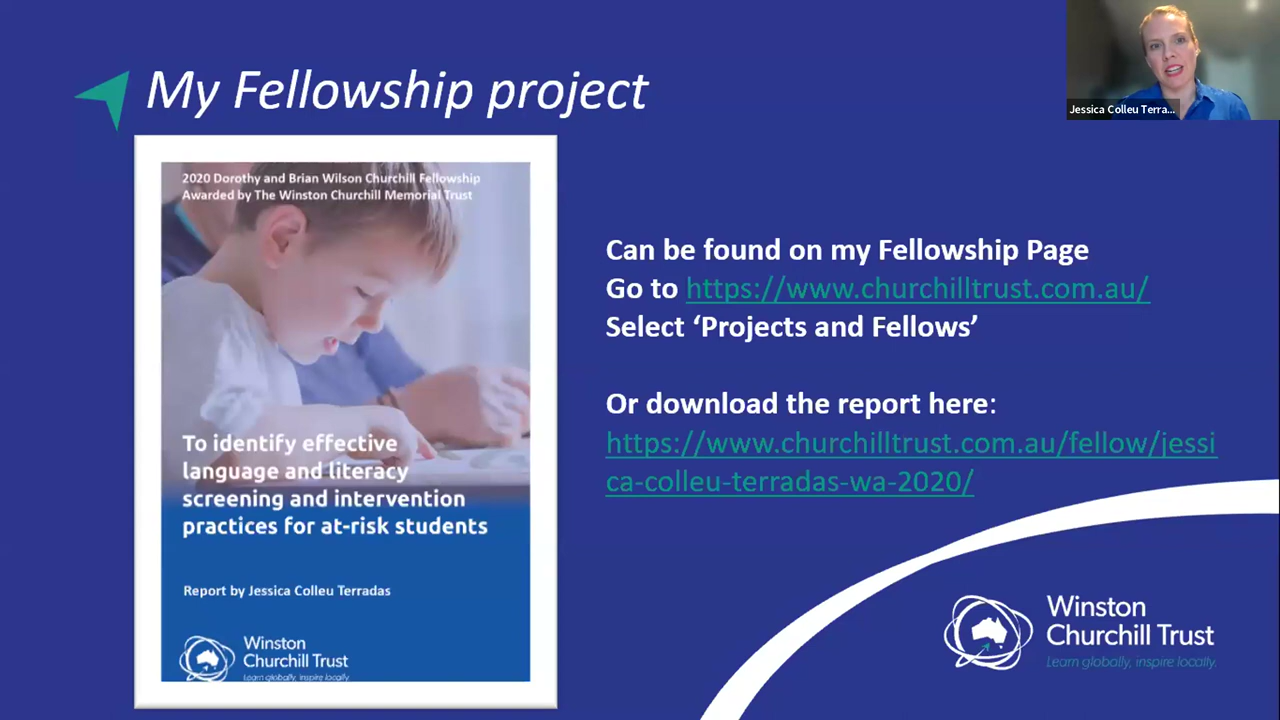 My Fellowship project
Jessica Colleu Terra...
2020 Dorothy and Brian Wilson Churchill Fellowship
Awarded by The Winston Churchill Memorial Trust
To identify effective
language and literacy
screening and intervention
practices for at-risk students
Report by Jessica Colleu Terradas
Winston
Churchill Trust
Learn globally, inspire locally.
Can be found on my Fellowship Page
Go to https://www.churchilltrust.com.au/
Select ‘Projects and Fellows’
Or download the report here:
https://www.churchilltrust.com.au/fellow/jessi
ca-colleu-terradas-wa-2020/
Winston
Churchill Trust
Learn globally, inspire locally.